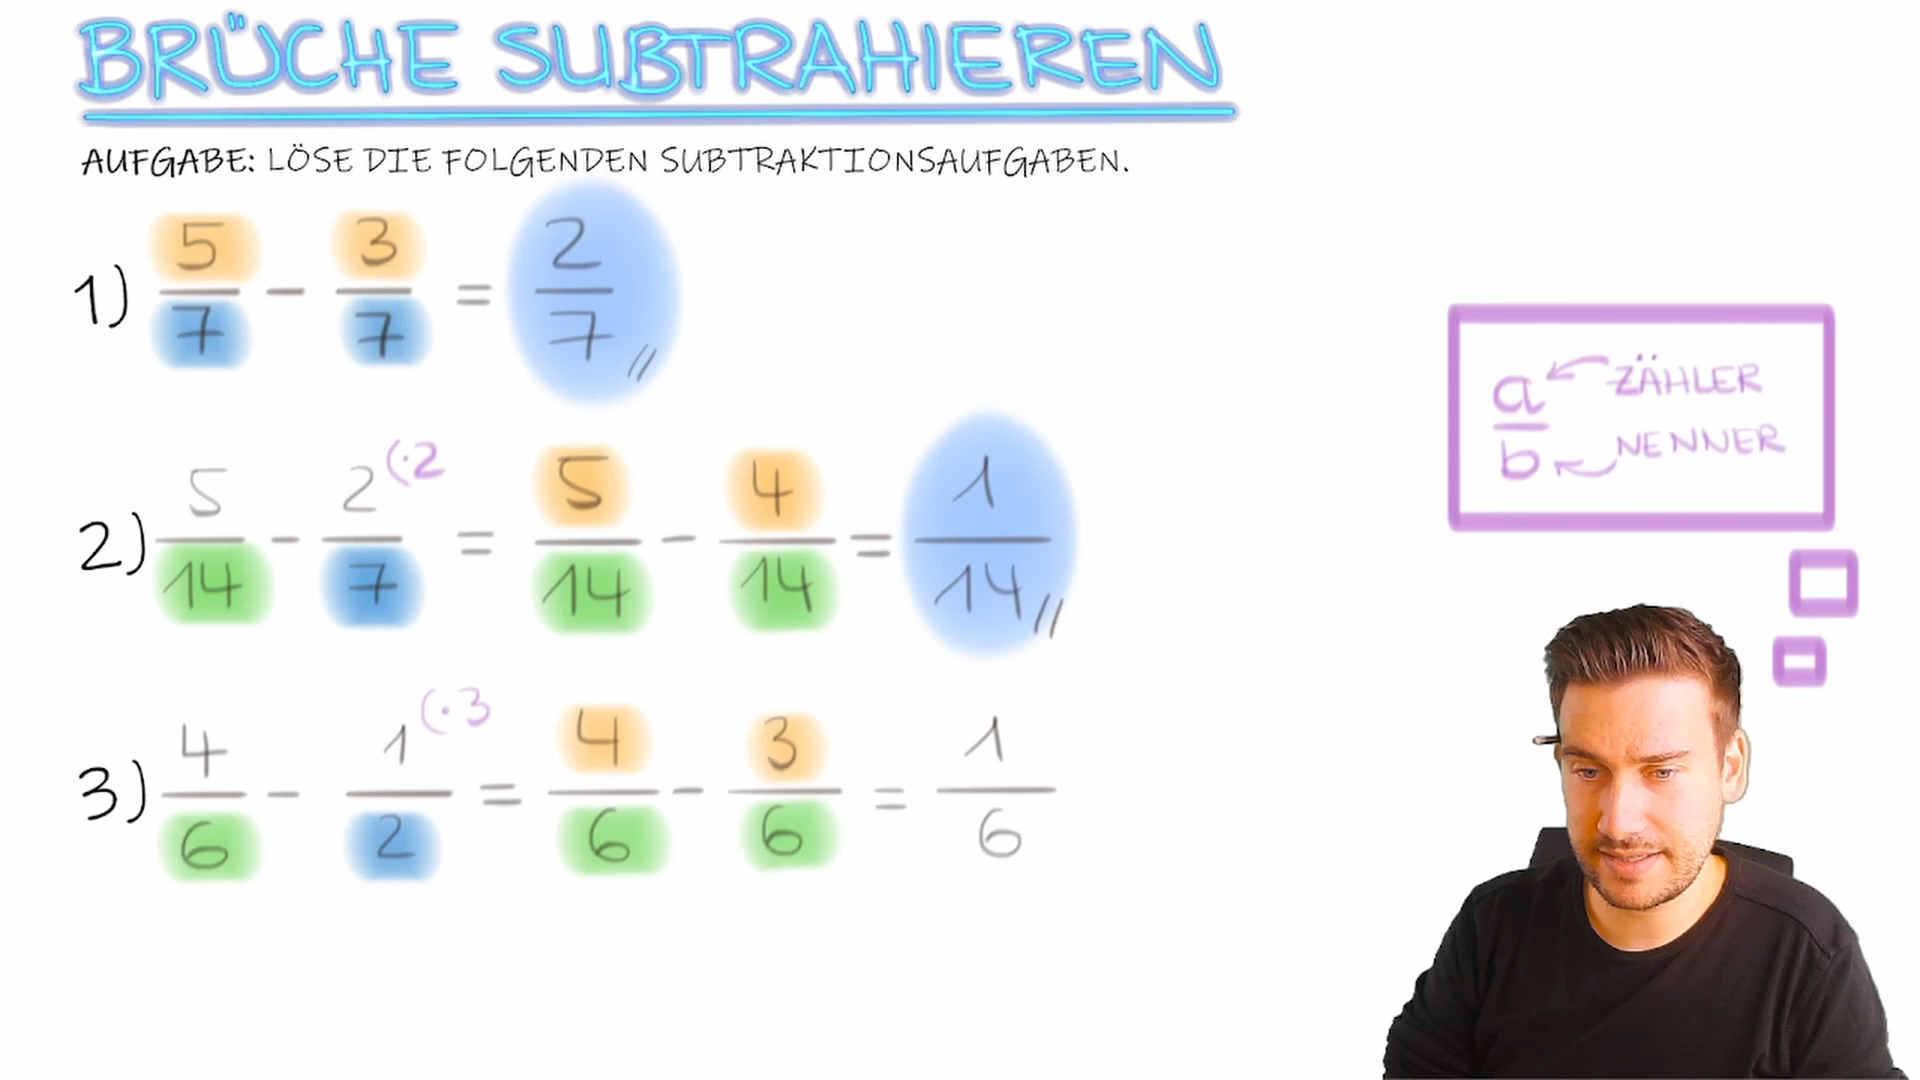 BRÜCHE SUBTRAHIEREN
AUFGABE: LÖSE DIE FOLGENDEN SUBTRAKTIONSAUFGABEN.
1) 5/7 - 3/7 = 2/7 //
2) 5/14 - 2/7 (·2 = 5/14 - 4/14 = 1/14 //
3) 4/6 - 1/2 (·3 = 4/6 - 3/6 = 1/6
a ZÄHLER
b NENNER